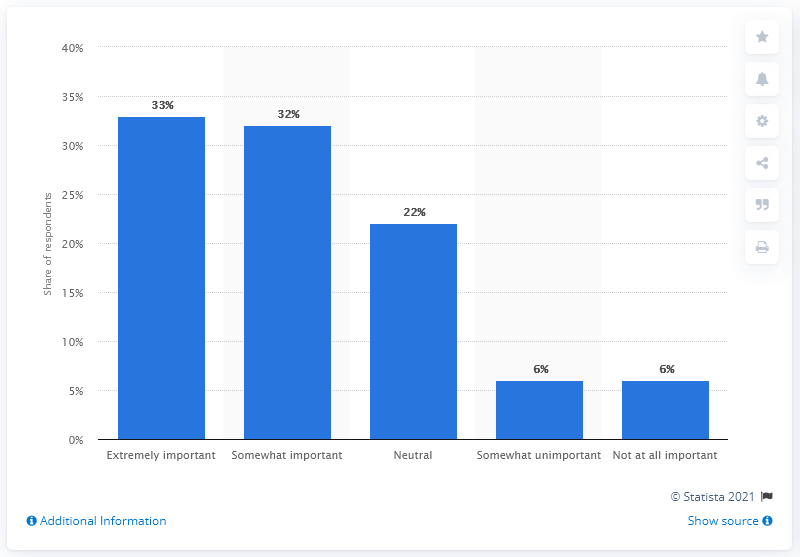 40%
35%
30%
25%
20%
15%
10%
5%
0%
Share of respondents
33%
32%
22%
6%
6%
Extremely important
Somewhat important
Neutral
Somewhat unimportant
Not at all important
© Statista 2021
Additional Information
Show source